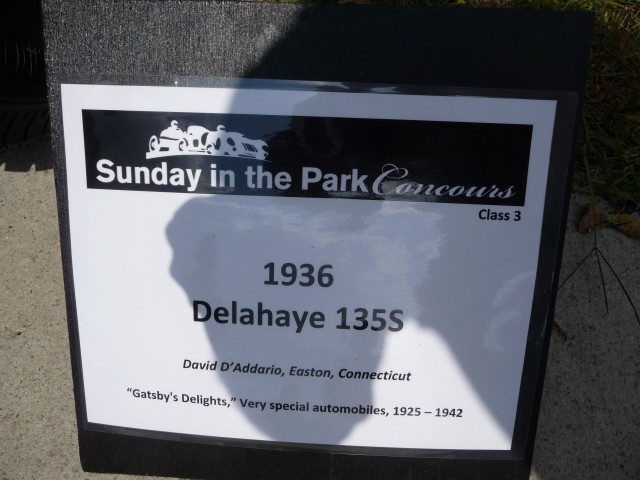 Sunday in the Park Concours
Class 3
1936
Delahaye 135S
David D'Addario, Easton, Connecticut
"Gatsby's Delights," Very special automobiles, 1925 – 1942